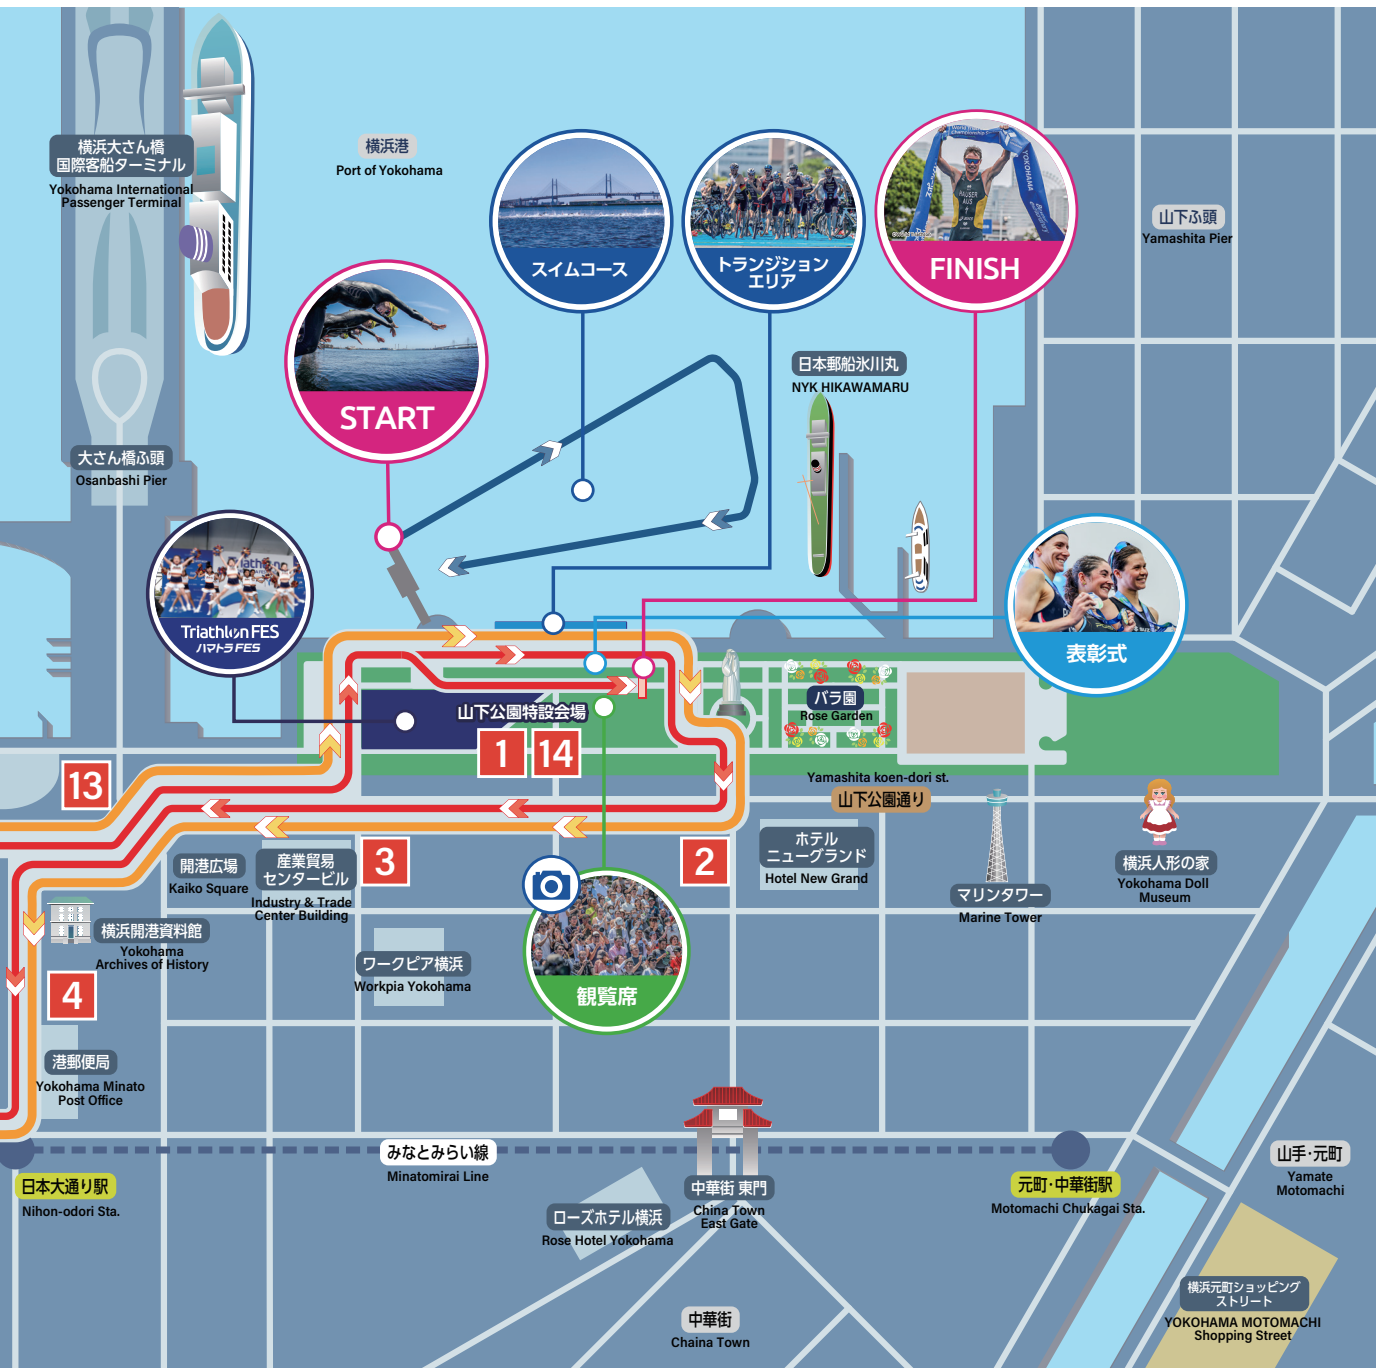 横浜大さん橋
国際客船ターミナル
Yokohama International
Passenger Terminal
横浜港
Port of Yokohama
スイムコース
トランジション
エリア
YOKOHAMA
HAUSER
AUS
FINISH
山下ふ頭
Yamashita Pier
START
日本郵船氷川丸
NYK HIKAWAMARU
大さん橋ふ頭
Osanbashi Pier
Triathlon FES
ハマトラ FES
表彰式
山下公園特設会場
1
14
バラ園
Rose Garden
13
Yamashita koen-dori st.
山下公園通り
開港広場
Kaiko Square
産業貿易
センタービル
Industry & Trade
Center Building
3
2
ホテル
ニューグランド
Hotel New Grand
マリンタワー
Marine Tower
横浜人形の家
Yokohama Doll
Museum
横浜開港資料館
Yokohama
Archives of History
4
ワークピア横浜
Workpia Yokohama
観覧席
港郵便局
Yokohama Minato
Post Office
みなとみらい線
Minatomirai Line
日本大通り駅
Nihon-odori Sta.
中華街 東門
China Town
East Gate
元町・中華街駅
Motomachi Chukagai Sta.
山手・元町
Yamate
Motomachi
ローズホテル横浜
Rose Hotel Yokohama
中華街
Chaina Town
横浜元町ショッピング
ストリート
YOKOHAMA MOTOMACHI
Shopping Street